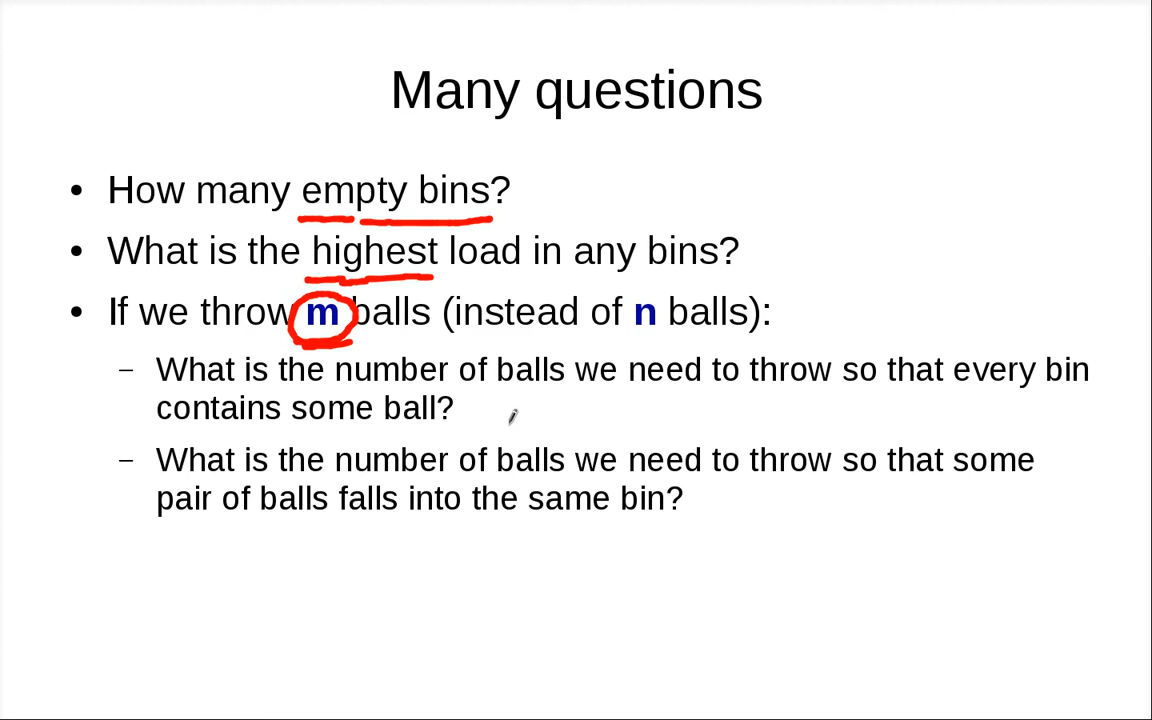 Many questions
• How many empty bins?
• What is the highest load in any bins?
• If we throw m balls (instead of n balls):
– What is the number of balls we need to throw so that every bin
contains some ball?
– What is the number of balls we need to throw so that some
pair of balls falls into the same bin?